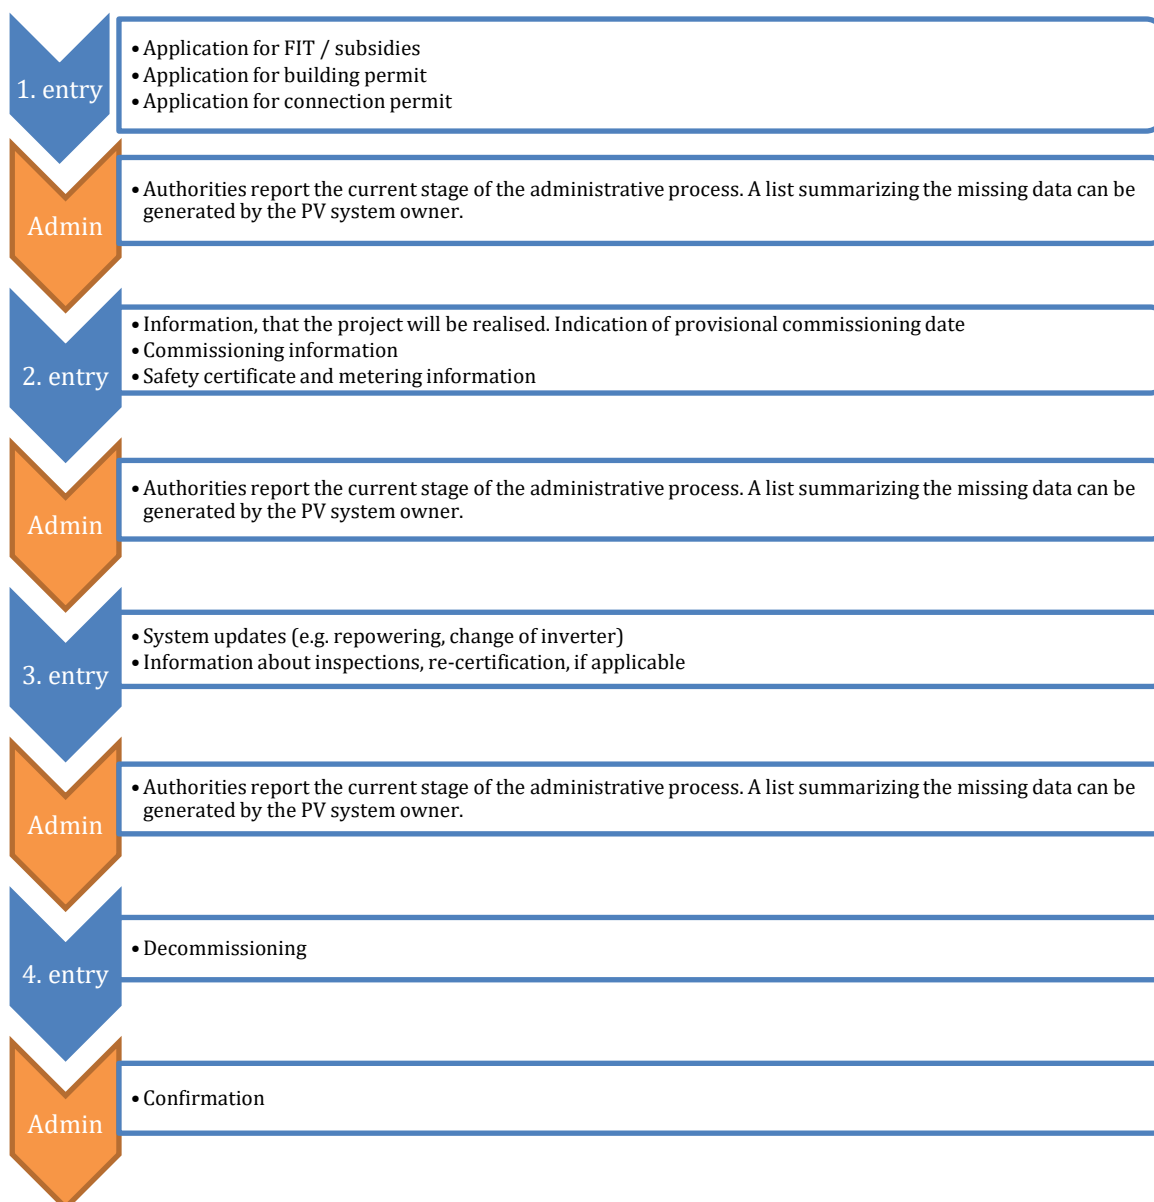 1. entry
• Application for FIT / subsidies
• Application for building permit
• Application for connection permit
Admin
• Authorities report the current stage of the administrative process. A list summarizing the missing data can be
generated by the PV system owner.
2. entry
• Information, that the project will be realised. Indication of provisional commissioning date
• Commissioning information
• Safety certificate and metering information
Admin
• Authorities report the current stage of the administrative process. A list summarizing the missing data can be
generated by the PV system owner.
3. entry
• System updates (e.g. repowering, change of inverter)
• Information about inspections, re-certification, if applicable
Admin
• Authorities report the current stage of the administrative process. A list summarizing the missing data can be
generated by the PV system owner.
4. entry
• Decommissioning
Admin
• Confirmation